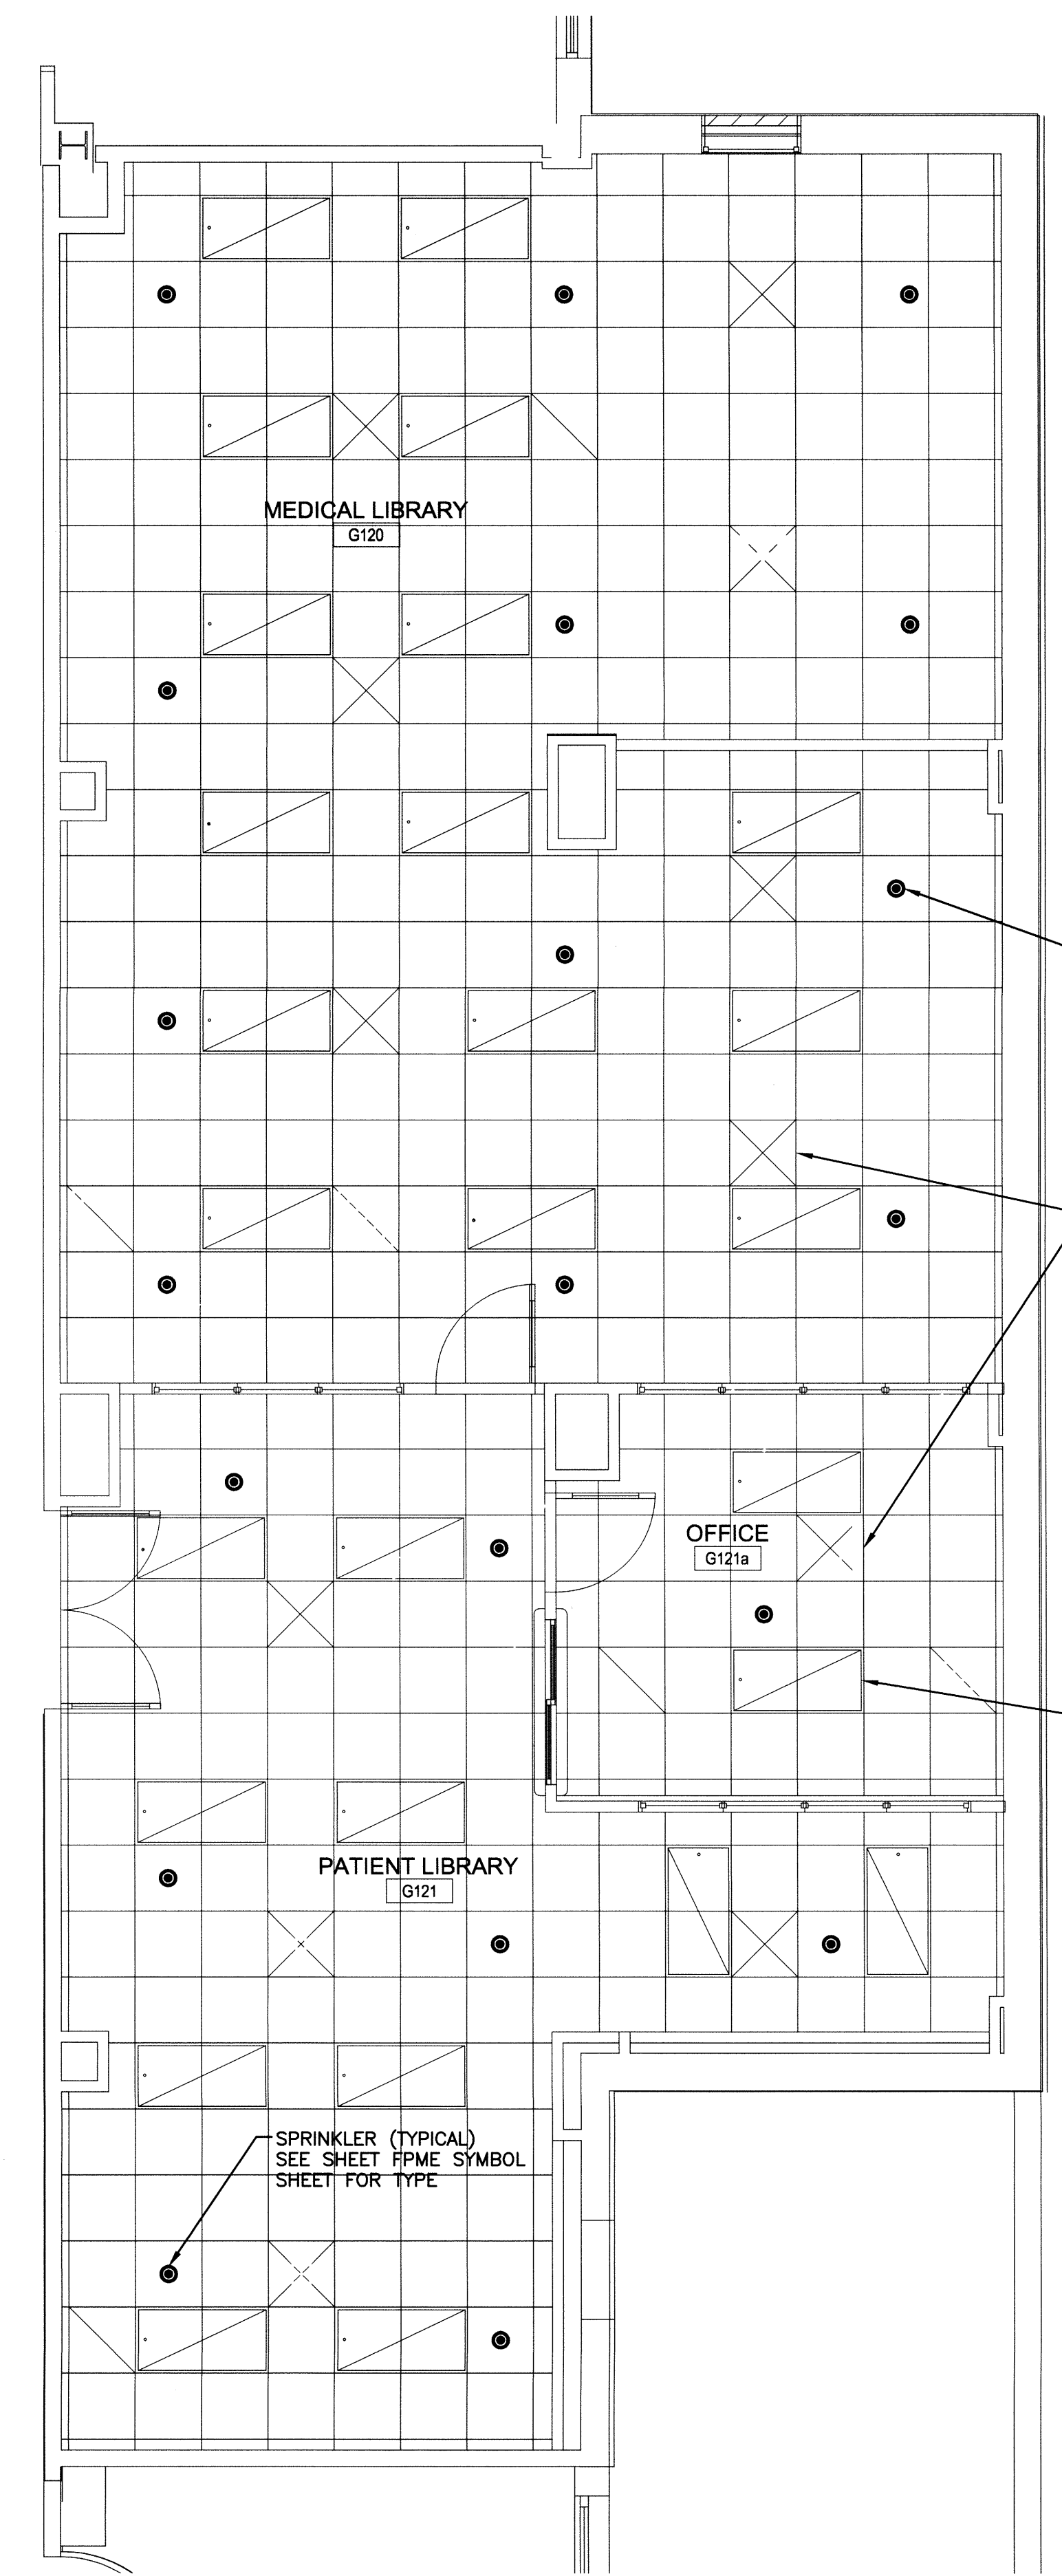 MEDICAL LIBRARY
G120
OFFICE
G121a
PATIENT LIBRARY
G121
SPRINKLER (TYPICAL)
SEE SHEET FPME SYMBOL
SHEET FOR TYPE